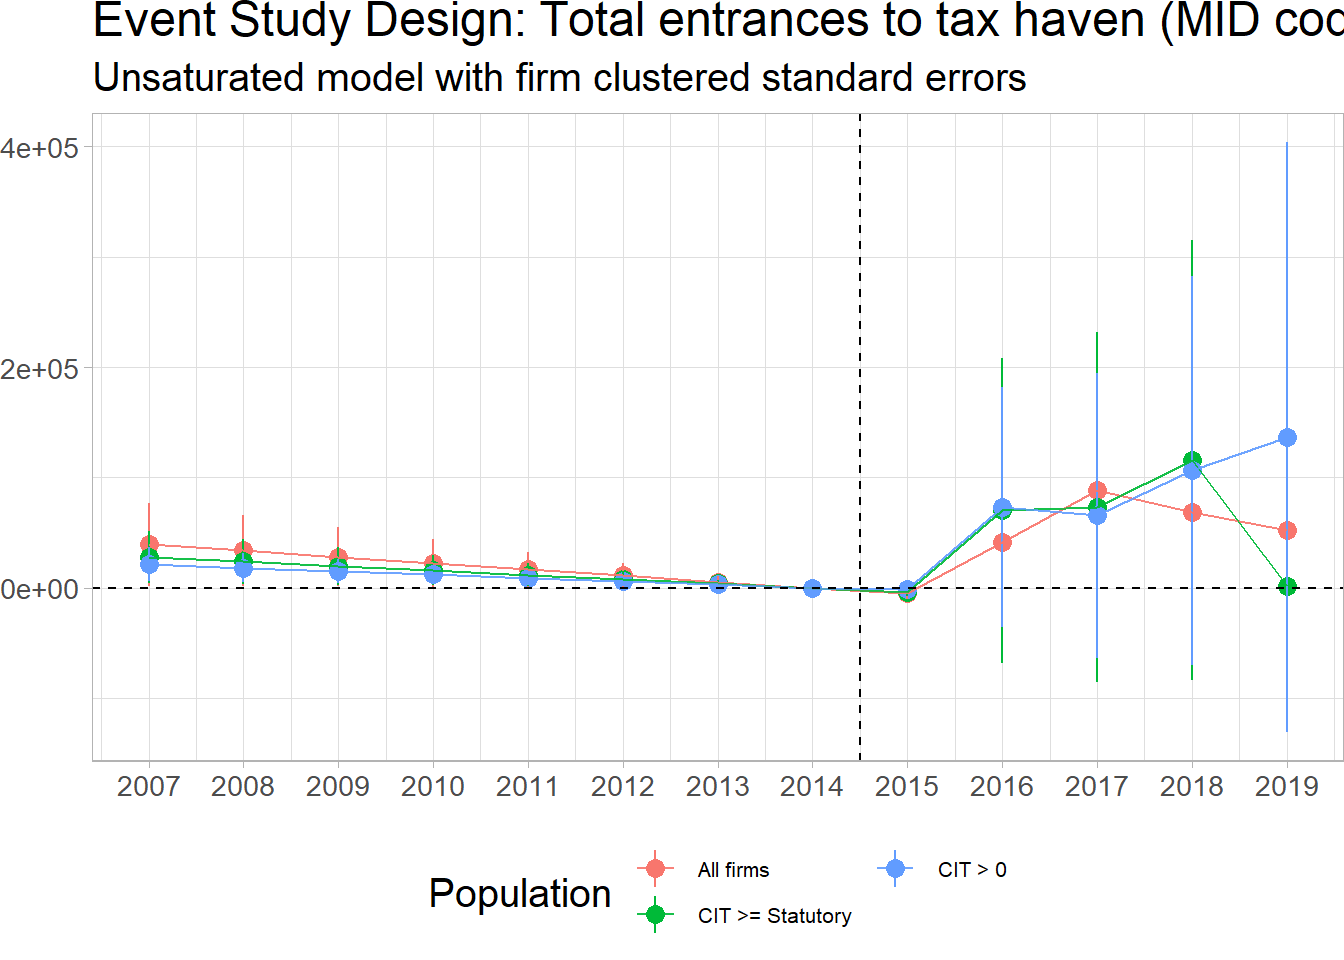 Event Study Design: Total entrances to tax haven (MID cod
Unsaturated model with firm clustered standard errors
4e+05
2e+05
0e+00
2007 2008 2009 2010 2011 2012 2013 2014 2015 2016 2017 2018 2019
Population
All firms
CIT >= Statutory
CIT > 0